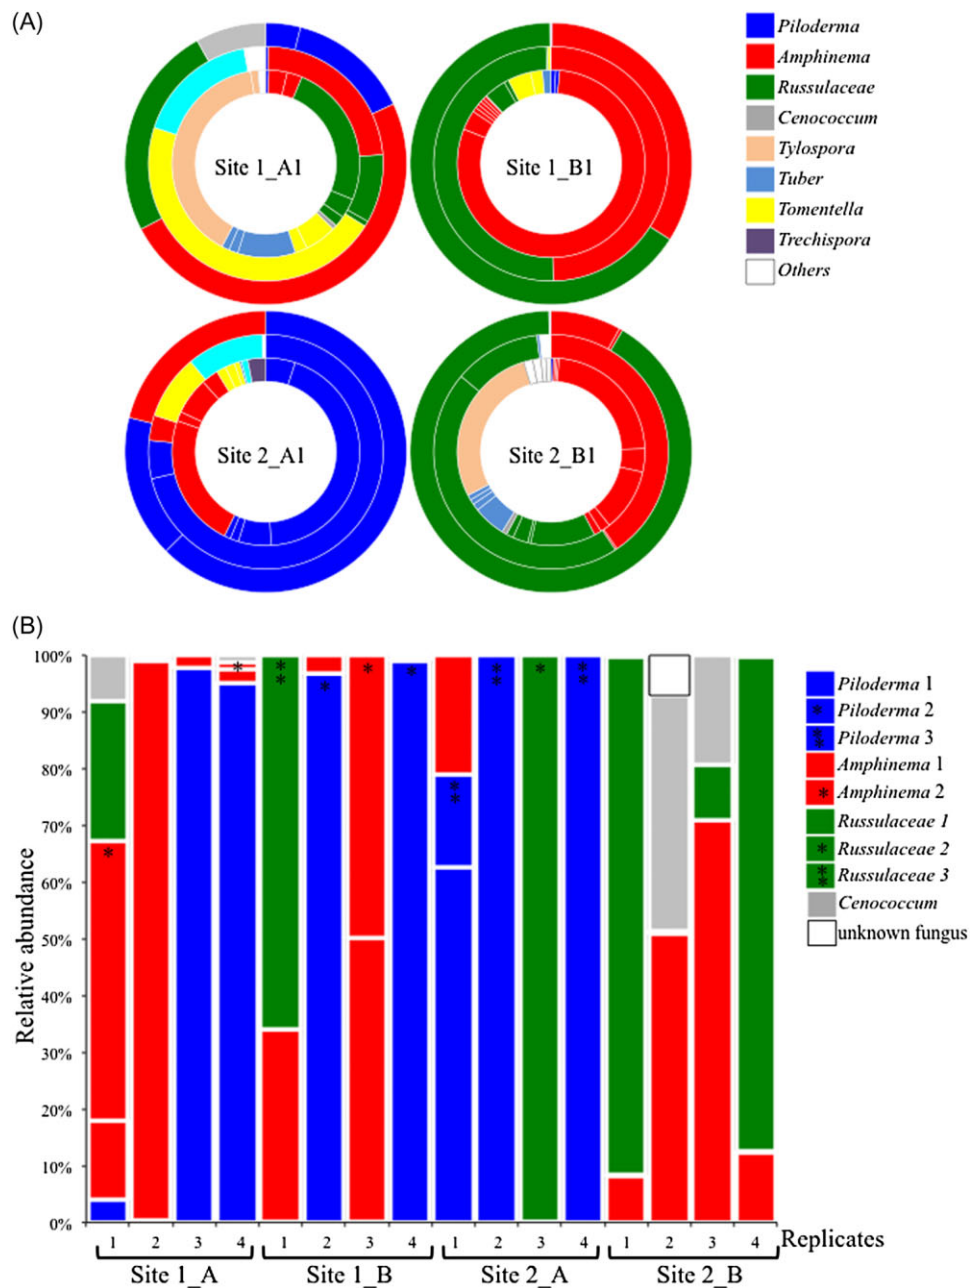 (A)
Site 1_A1
Site 1_B1
Site 2_A1
Site 2_B1
Piloderma
Amphinema
Russulaceae
Cenococcum
Tylospora
Tuber
Tomentella
Trechispora
Others
(B)
Relative abundance
100%
90%
80%
70%
60%
50%
40%
30%
20%
10%
0%
* * * * * * * * * * * * * * *
1 2 3 4 1 2 3 4 1 2 3 4 1 2 3 4 Replicates
Site 1_A Site 1_B Site 2_A Site 2_B
Piloderma 1
* Piloderma 2
** Piloderma 3
Amphinema 1
* Amphinema 2
Russulaceae 1
* Russulaceae 2
** Russulaceae 3
Cenococcum
unknown fungus